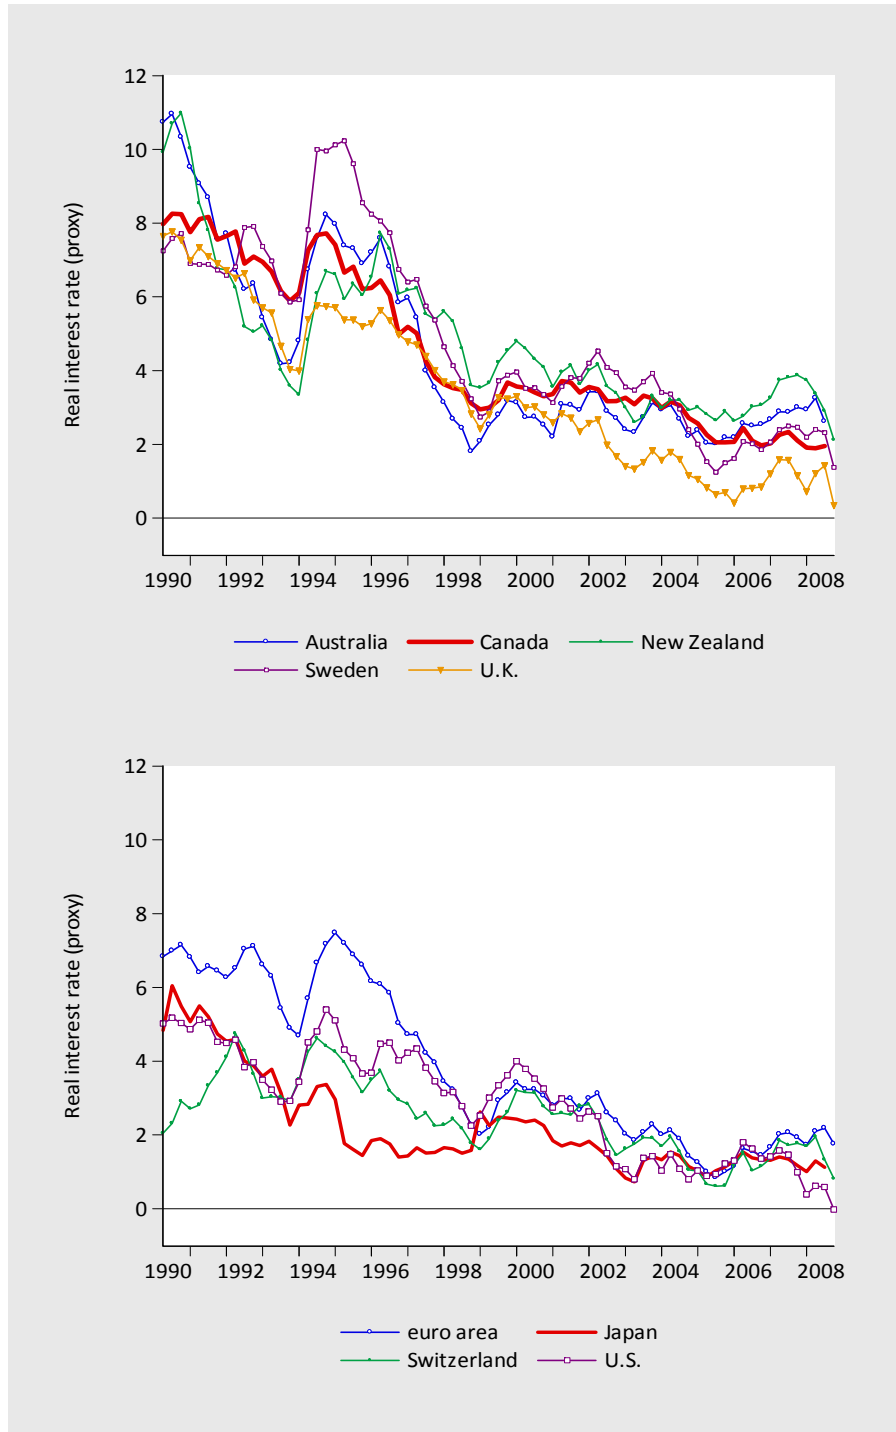 12
10
8
6
4
2
0
Real interest rate (proxy)
1990 1992 1994 1996 1998 2000 2002 2004 2006 2008
Australia Canada New Zealand
Sweden U.K.
12
10
8
6
4
2
0
Real interest rate (proxy)
1990 1992 1994 1996 1998 2000 2002 2004 2006 2008
euro area Japan
Switzerland U.S.